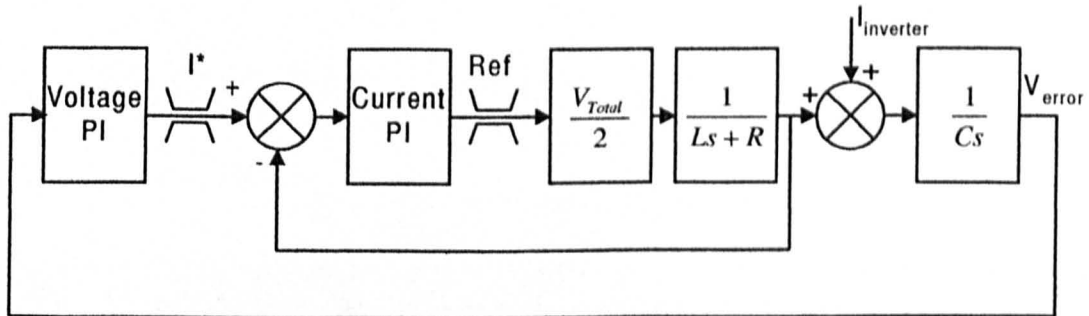 Voltage
PI
I*
+
-
Current
PI
Ref
V_Total
2
1
Ls + R
+
I_inverter
+
1
Cs
V_error